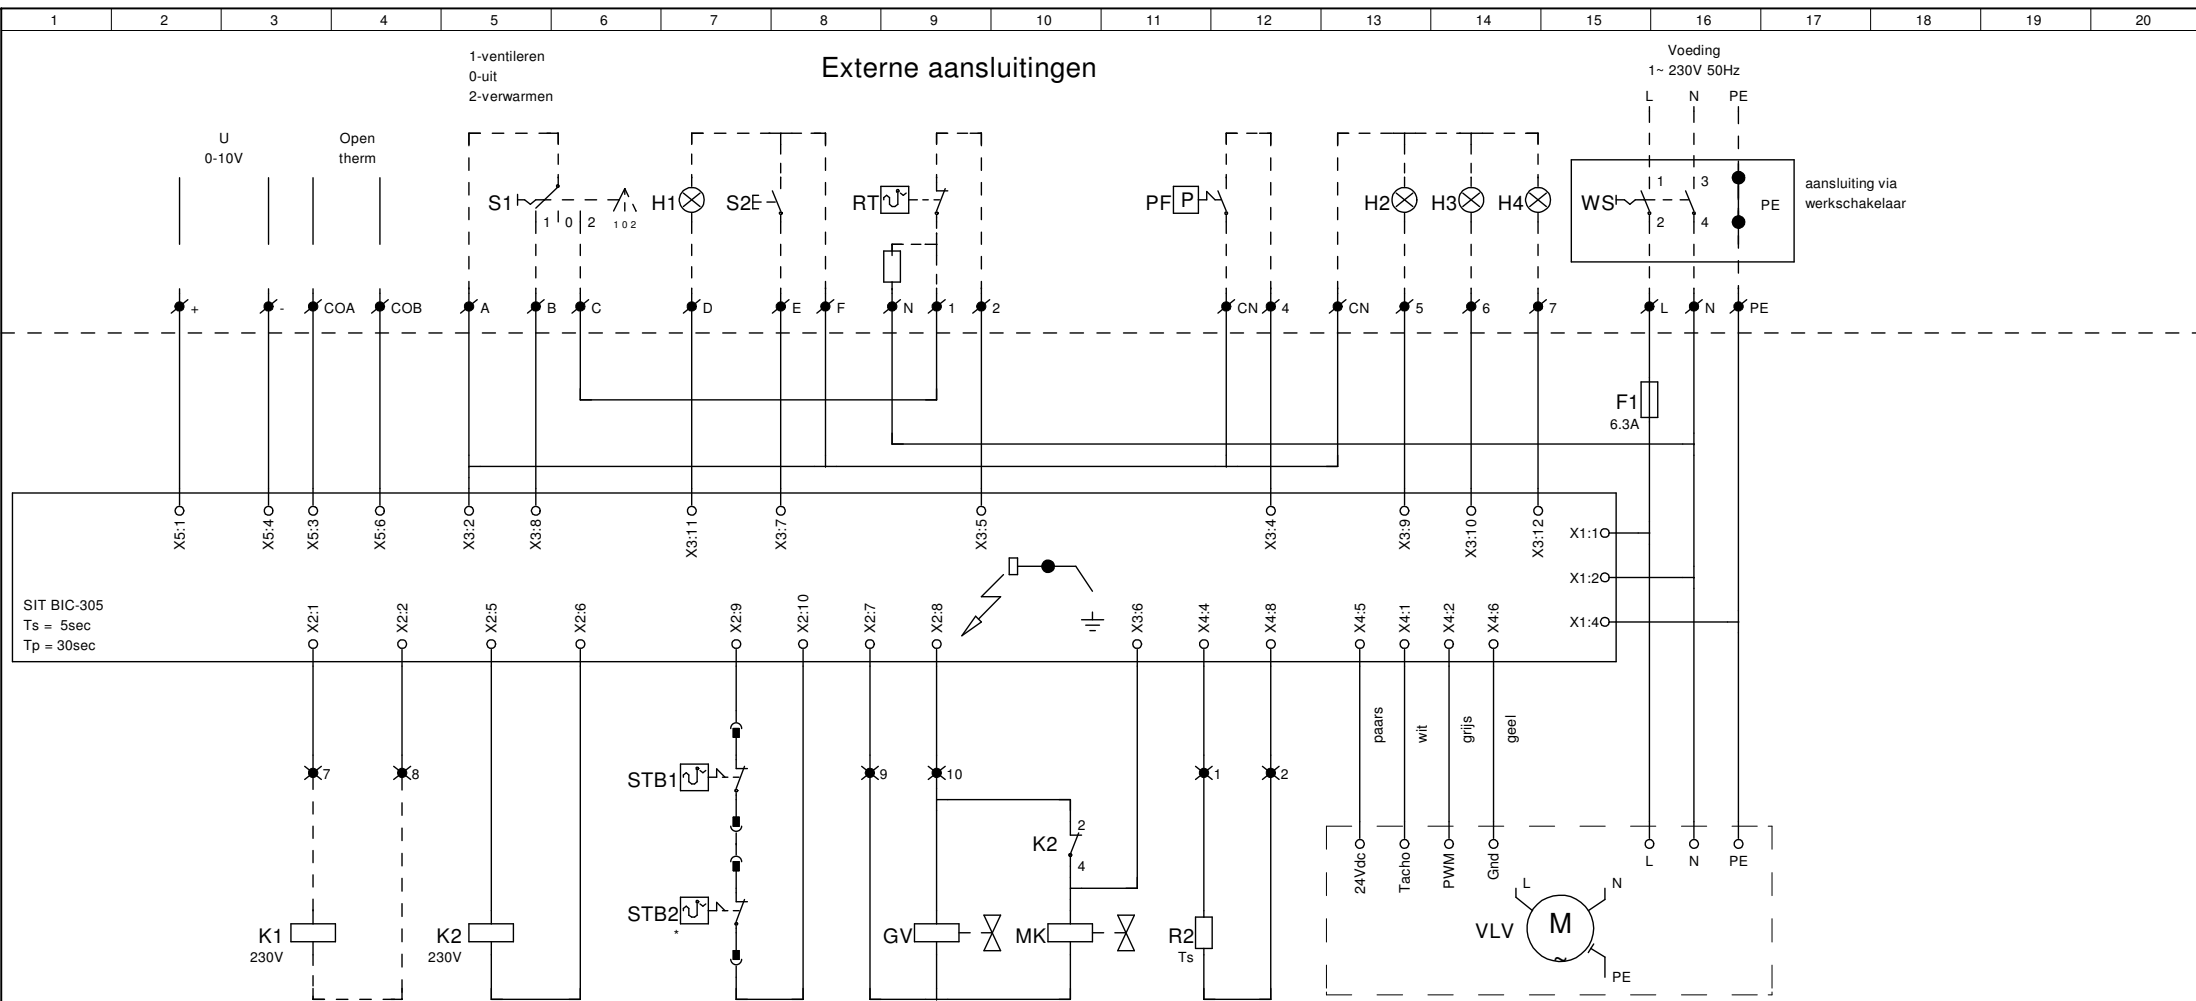 1 2 3 4 5 6 7 8 9 10 11 12 13 14 15 16 17 18 19 20
1-ventileren
0-uit
2-verwarmen
Externe aansluitingen
Voeding
1~ 230V 50Hz
L N PE
U
0-10V
Open
therm
S1 1 0 2 1 0 2
H1
S2
RT
PF P
H2
H3
H4
WS 1 3 2 4 PE
aansluiting via
werkschakelaar
+ - COA COB A B C D E F N 1 2 CN 4 CN 5 6 7 L N PE
F1
6.3A
X5:1 X5:4 X5:3 X5:6 X3:2 X3:8 X3:11 X3:7 X3:5 X3:4 X3:9 X3:10 X3:12
X1:1
X1:2
X1:4
SIT BIC-305
Ts = 5sec
Tp = 30sec
X2:1 X2:2 X2:5 X2:6 X2:9 X2:10 X2:7 X2:8 X3:6 X4:4 X4:8 X4:5 X4:1 X4:2 X4:6
paars wit grijs geel
7 8 9 10 1 2
STB1
STB2
*
K2 2 4
24Vdc Tacho PWM Gnd L N PE
K1
230V
K2
230V
GV
MK
R2
Ts
VLV M L N PE